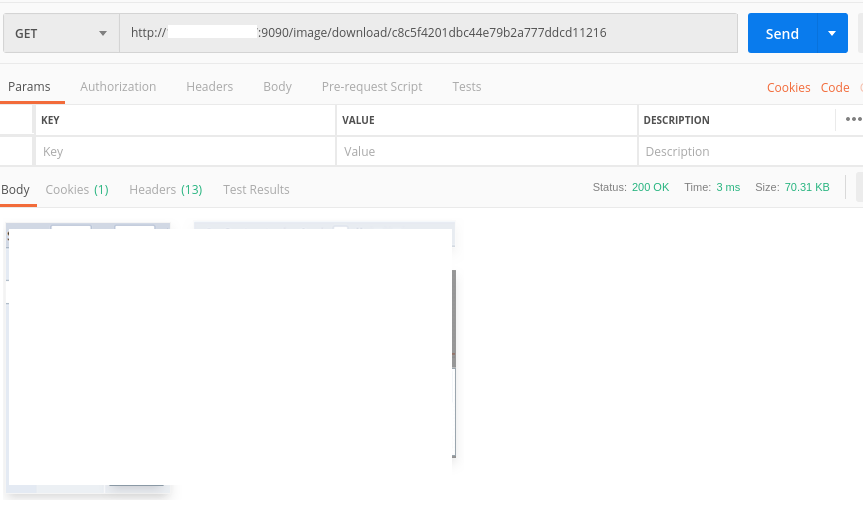 GET http:// :9090/image/download/c8c5f4201dbc44e79b2a777ddcd11216 Send
Params Authorization Headers Body Pre-request Script Tests Cookies Code
KEY VALUE DESCRIPTION
Key Value Description
Body Cookies (1) Headers (13) Test Results Status: 200 OK Time: 3 ms Size: 70.31 KB